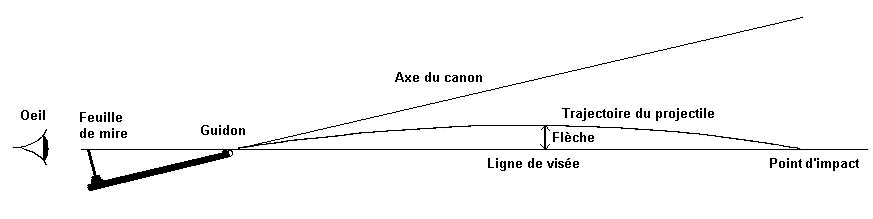 Axe du canon
Oeil
Feuille
de mire
Guidon
Trajectoire du projectile
Flèche
Ligne de visée
Point d'impact